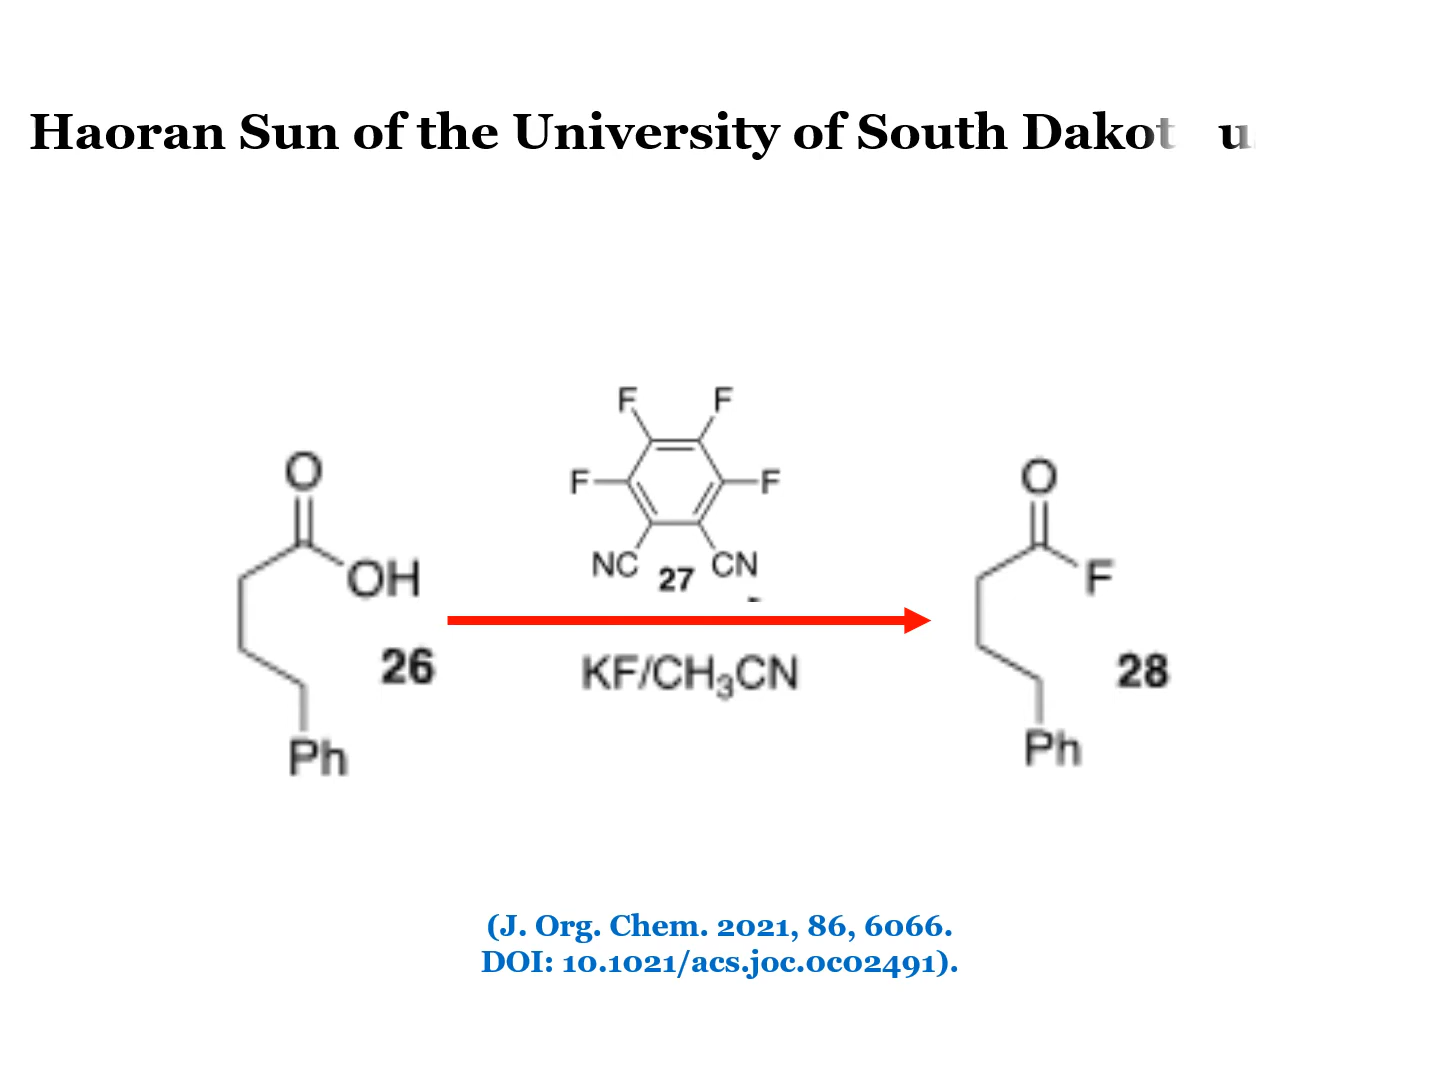 Haoran Sun of the University of South Dakot
O
OH
26
Ph
F F
F F
NC 27 CN
KF/CH₃CN
O
F
28
Ph
(J. Org. Chem. 2021, 86, 6066.
DOI: 10.1021/acs.joc.0c02491).